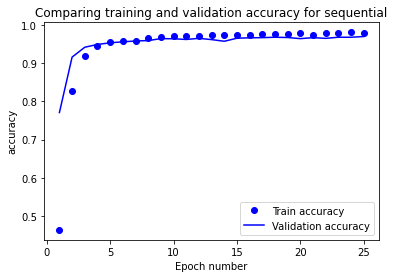 Comparing training and validation accuracy for sequential
1.0
0.9
0.8
0.7
0.6
0.5
accuracy
0
5
10
15
20
25
Epoch number
Train accuracy
Validation accuracy